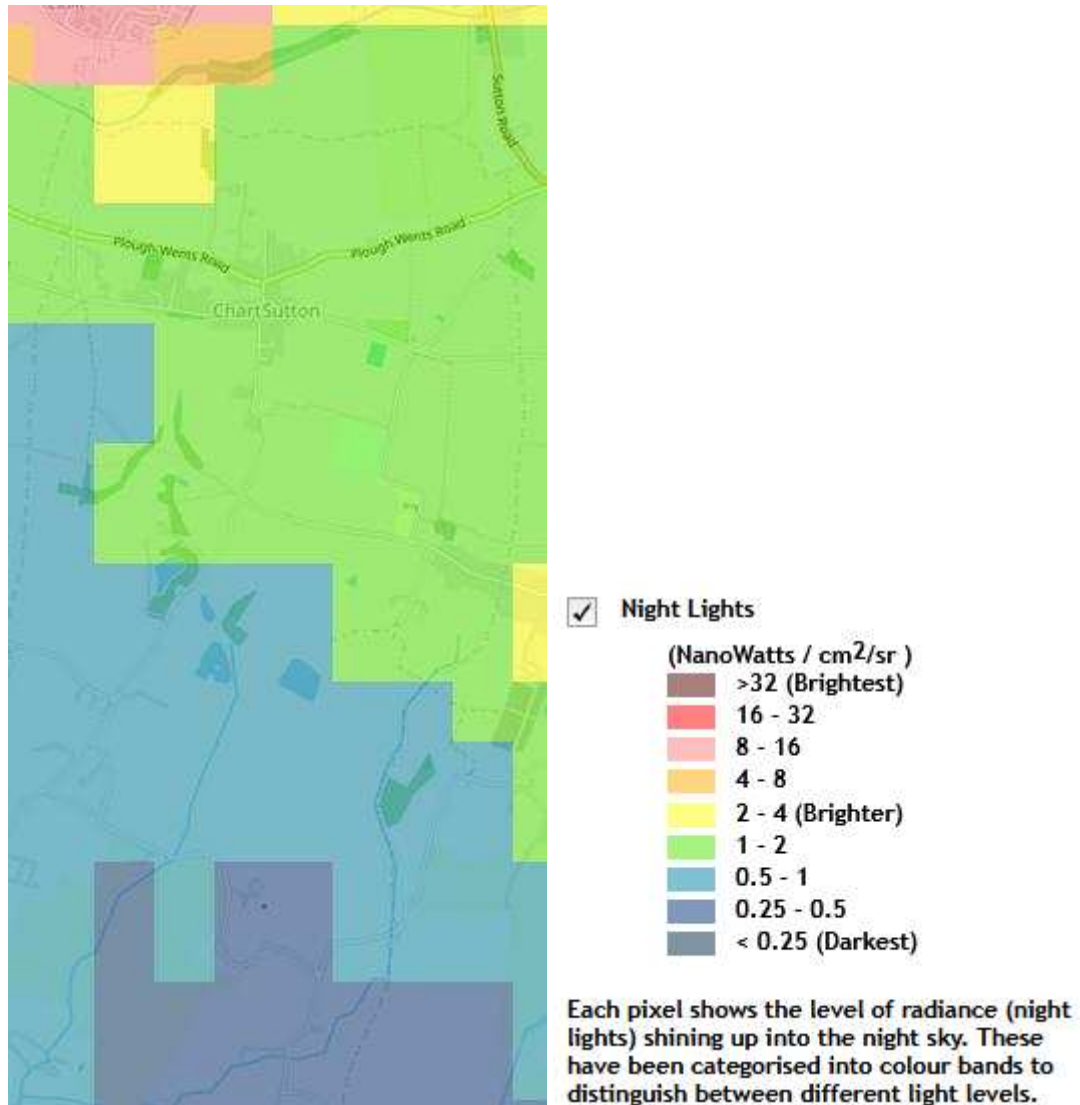 Sutton Road
Plough Wents Road
Plough Wents Road
ChartSutton
Night Lights
(NanoWatts / cm2/sr )
>32 (Brightest)
16 - 32
8 - 16
4 - 8
2 - 4 (Brighter)
1 - 2
0.5 - 1
0.25 - 0.5
< 0.25 (Darkest)
Each pixel shows the level of radiance (night
lights) shining up into the night sky. These
have been categorised into colour bands to
distinguish between different light levels.